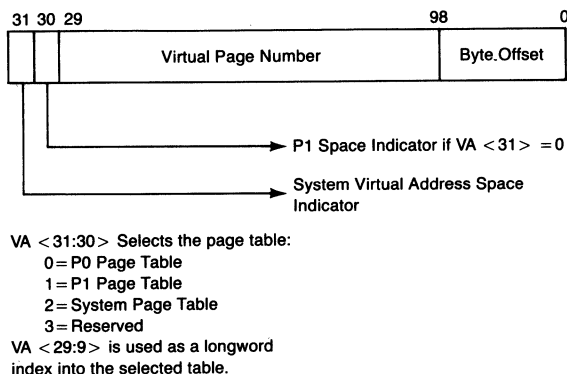 31 30 29 98 0
Virtual Page Number Byte.Offset
P1 Space Indicator if VA <31> =0
System Virtual Address Space
Indicator
VA <31:30> Selects the page table:
0=P0 Page Table
1=P1 Page Table
2=System Page Table
3=Reserved
VA <29:9> is used as a longword
index into the selected table.